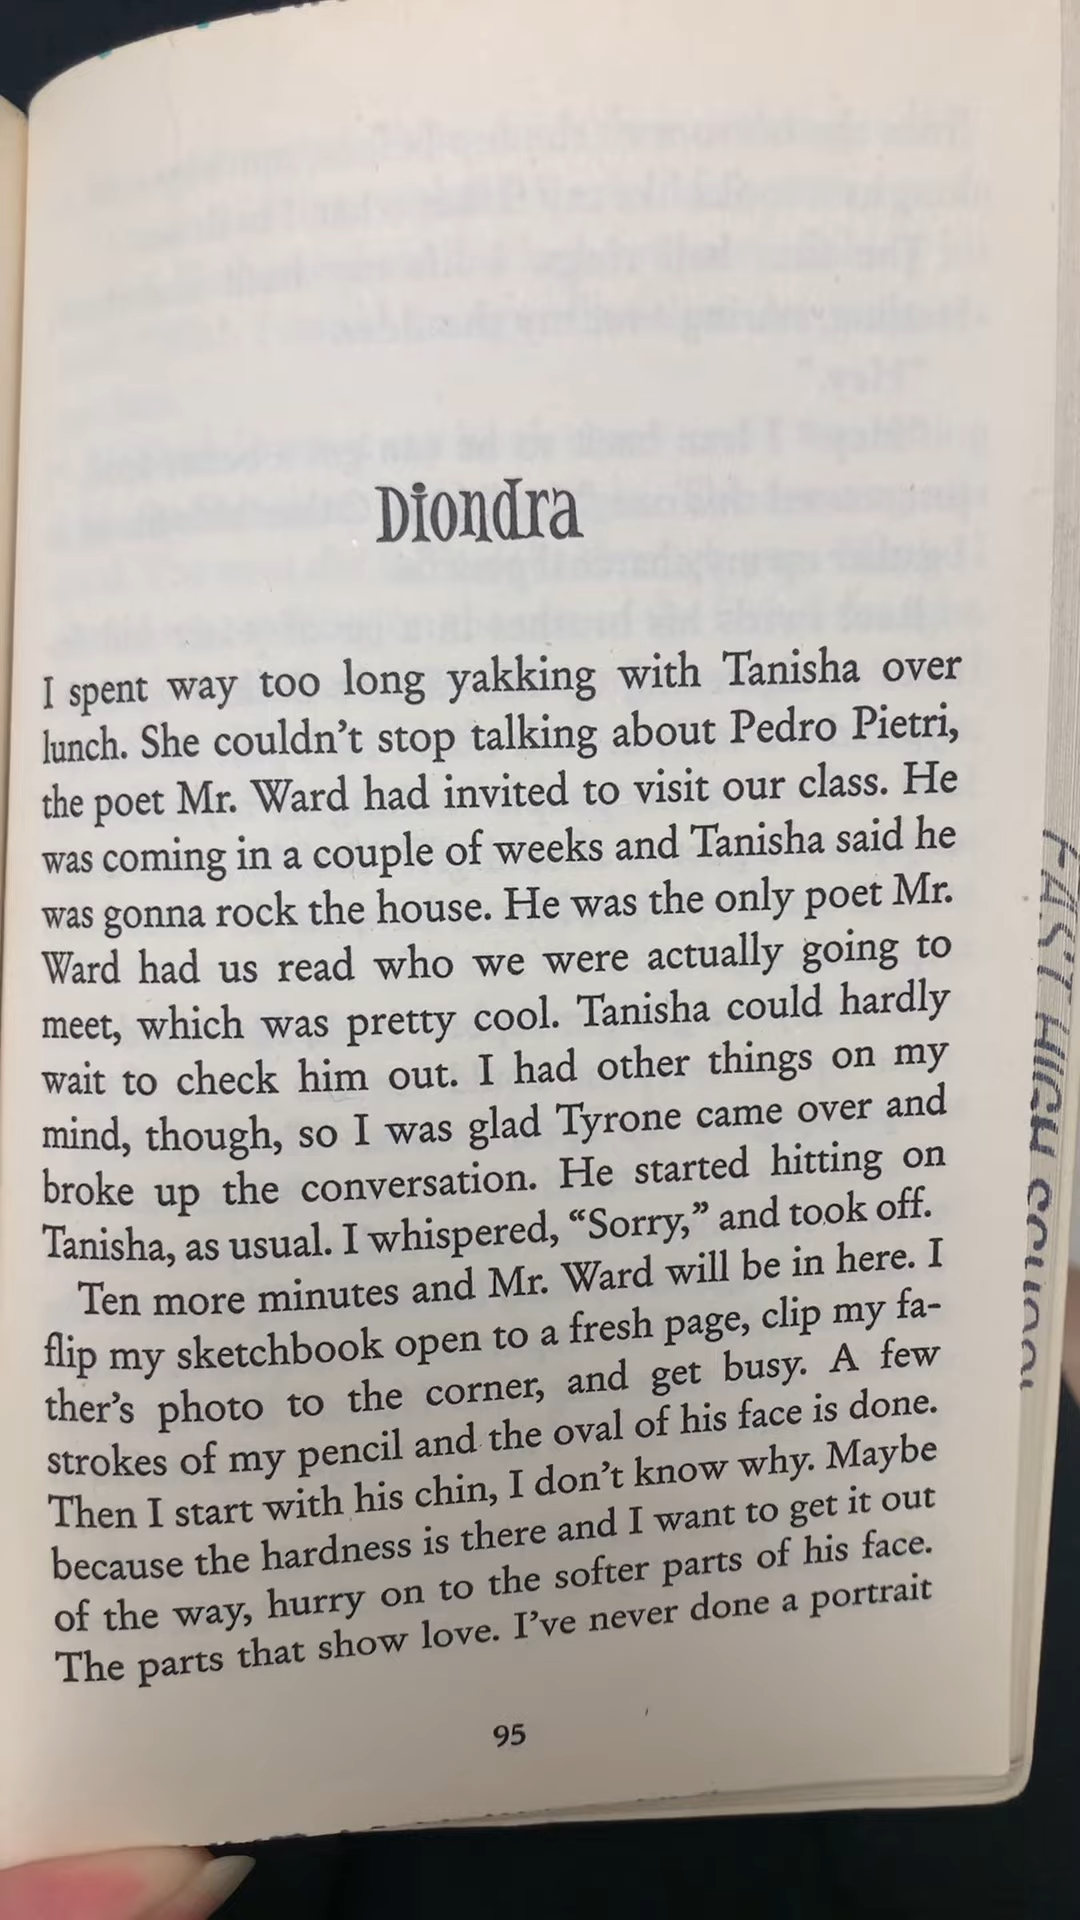 Diondra
I spent way too long yakking with Tanisha over
lunch. She couldn't stop talking about Pedro Pietri,
the poet Mr. Ward had invited to visit our class. He
was coming in a couple of weeks and Tanisha said he
was gonna rock the house. He was the only poet Mr.
Ward had us read who we were actually going to
meet, which was pretty cool. Tanisha could hardly
wait to check him out. I had other things on my
mind, though, so I was glad Tyrone came over and
broke up the conversation. He started hitting on
Tanisha, as usual. I whispered, “Sorry,” and took off.
Ten more minutes and Mr. Ward will be in here. I
flip my sketchbook open to a fresh page, clip my fa-
ther's photo to the corner, and get busy. A few
strokes of my pencil and the oval of his face is done.
Then I start with his chin, I don't know why. Maybe
because the hardness is there and I want to get it out
of the way, hurry on to the softer parts of his face.
The parts that show love. I've never done a portrait
95